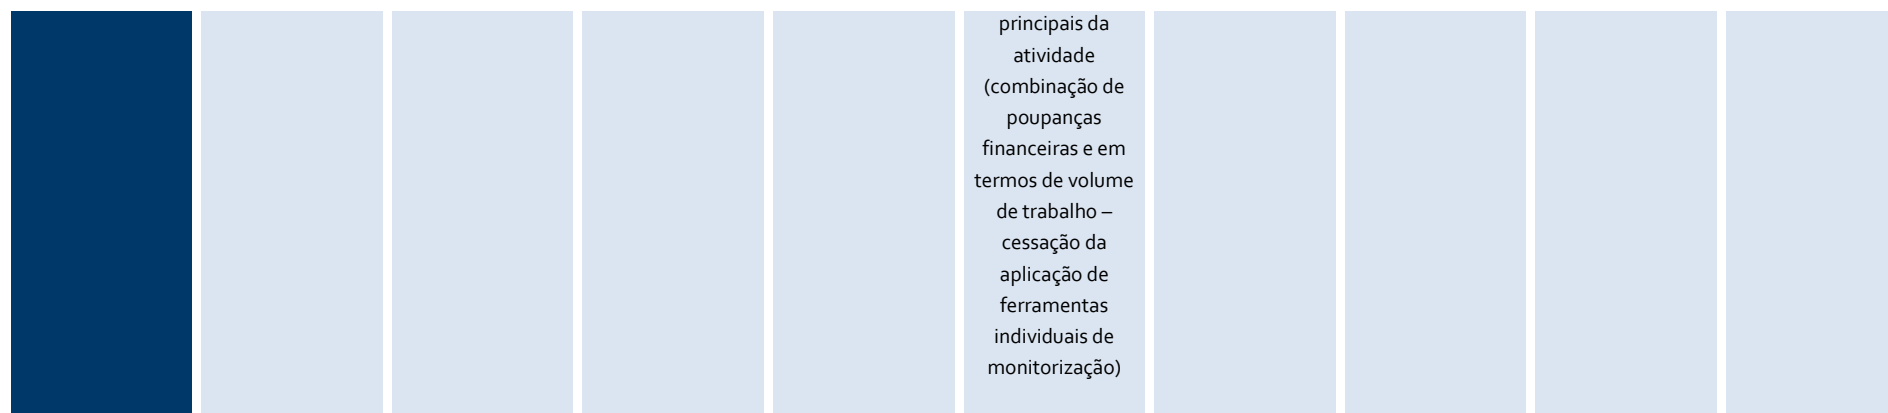 principais da
atividade
(combinação de
poupanças
financeiras e em
termos de volume
de trabalho –
cessação da
aplicação de
ferramentas
individuais de
monitorização)